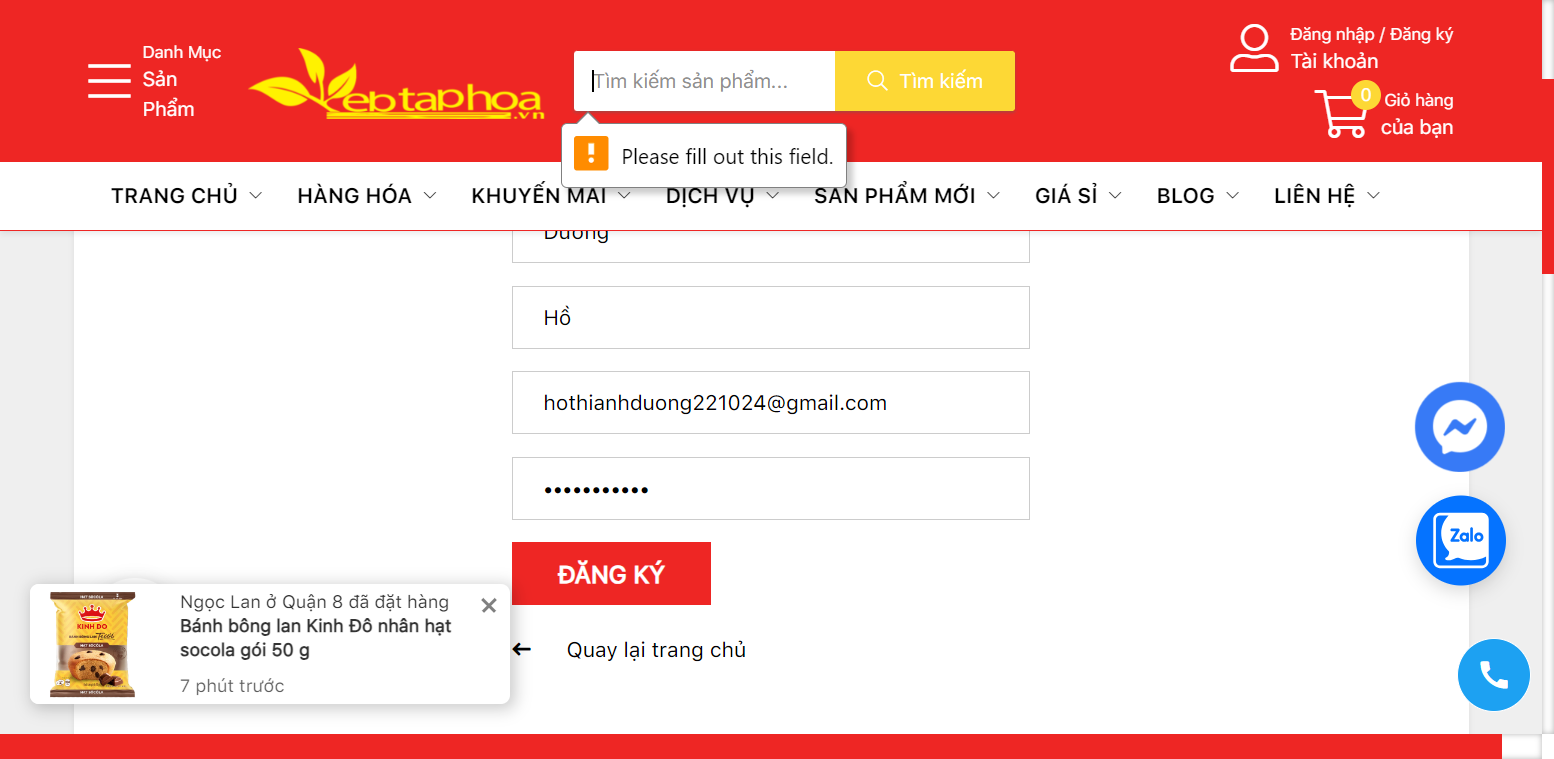 Danh Mục
Sản
Phẩm
ebtaphoa
.vn
Tìm kiếm sản phẩm...
Tìm kiếm
Đăng nhập / Đăng ký
Tài khoản
0
Giỏ hàng
của bạn
Please fill out this field.
TRANG CHỦ
HÀNG HÓA
KHUYẾN MÃI
DỊCH VỤ
SẢN PHẨM MỚI
GIÁ SỈ
BLOG
LIÊN HỆ
Hồ
hothianhduong221024@gmail.com
•••••••••••
ĐĂNG KÝ
Quay lại trang chủ
KINH ĐÔ
Ngọc Lan ở Quận 8 đã đặt hàng
Bánh bông lan Kinh Đô nhân hạt
socola gói 50 g
7 phút trước
Zalo